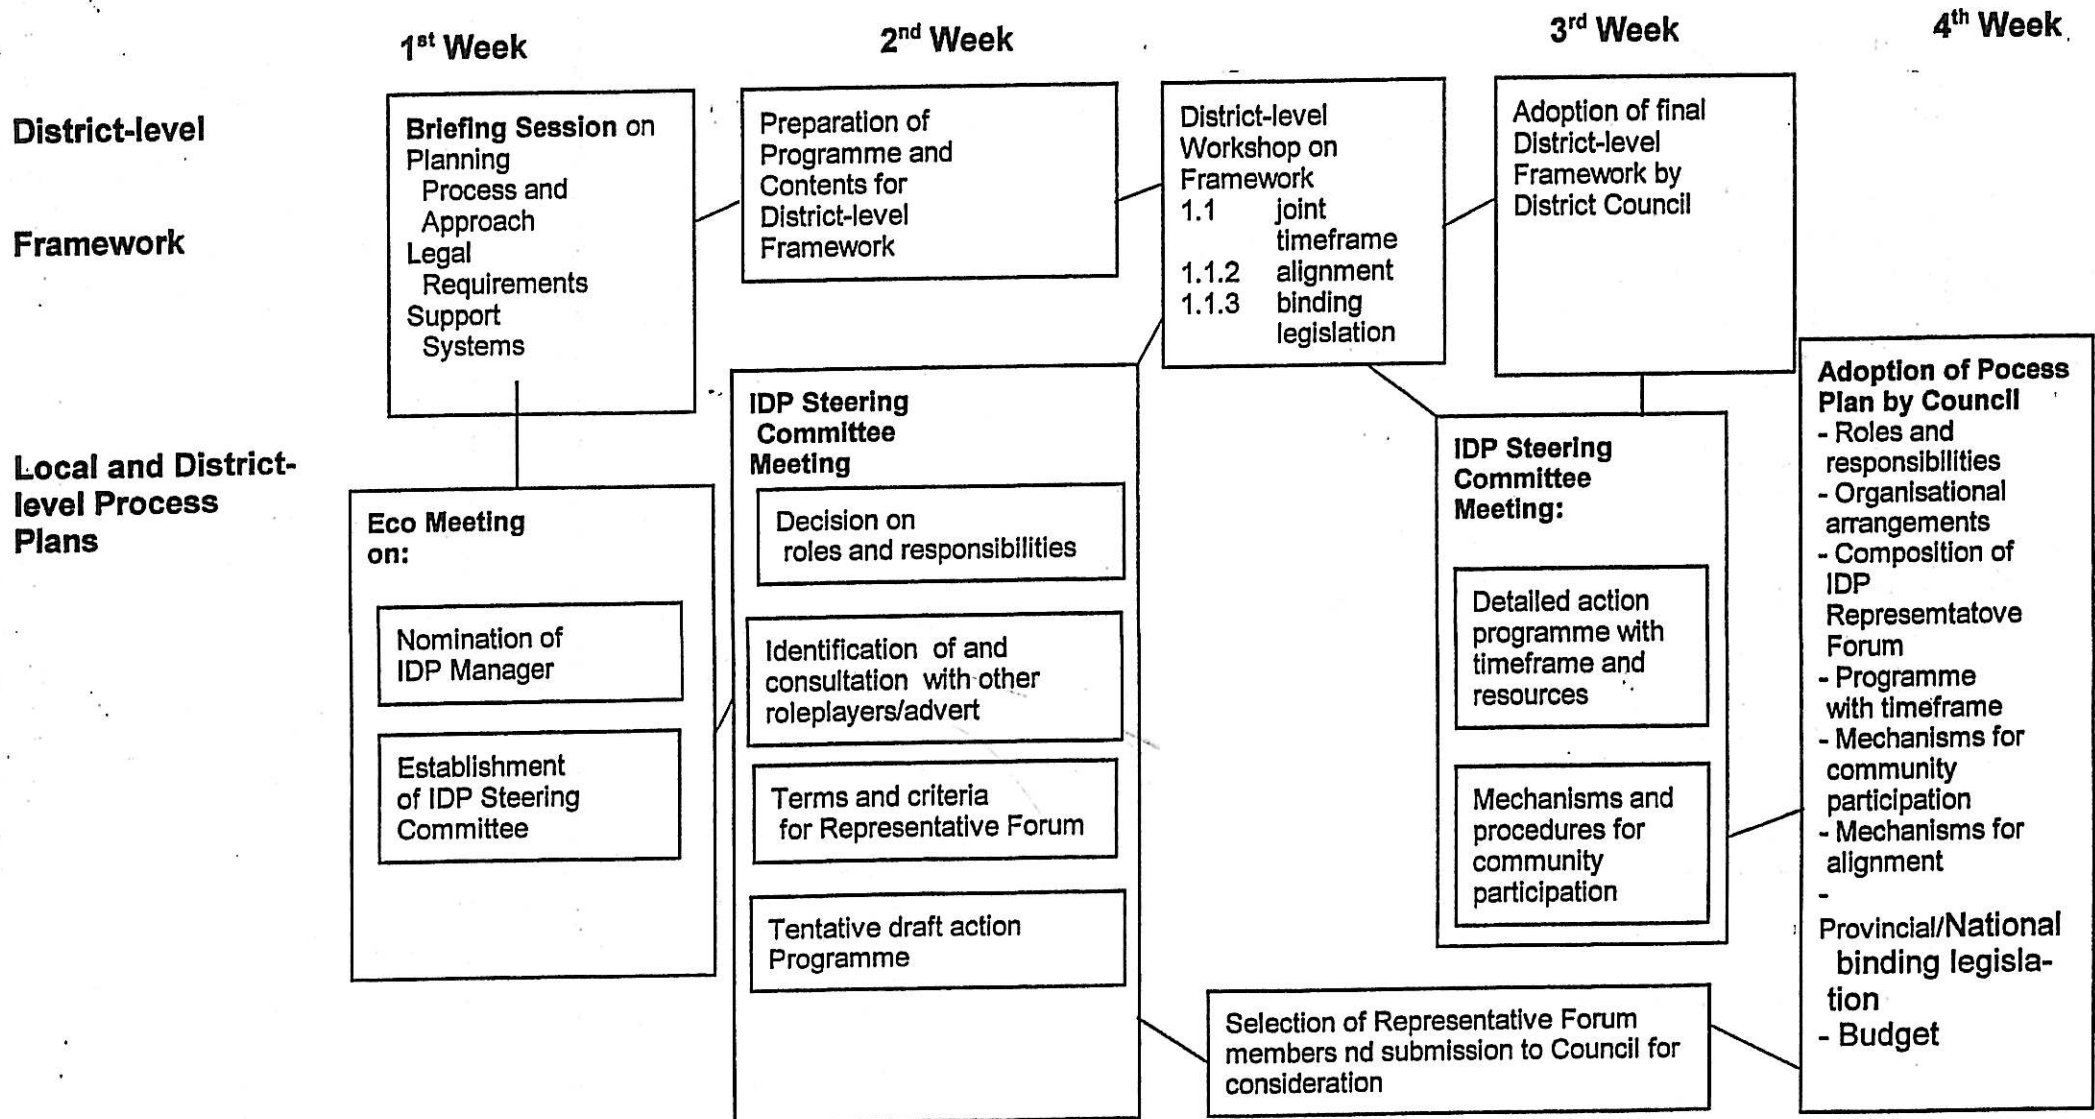 1st Week
2nd Week
3rd Week
4th Week
District-level
Framework
Briefing Session on
Planning
Process and
Approach
Legal
Requirements
Support
Systems
Preparation of
Programme and
Contents for
District-level
Framework
District-level
Workshop on
Framework
1.1 joint
timeframe
1.1.2 alignment
1.1.3 binding
legislation
Adoption of final
District-level
Framework by
District Council
Local and District-
level Process
Plans
Eco Meeting
on:
Nomination of
IDP Manager
Establishment
of IDP Steering
Committee
IDP Steering
Committee
Meeting
Decision on
roles and responsibilities
Identification of and
consultation with other
roleplayers/advert
Terms and criteria
for Representative Forum
Tentative draft action
Programme
IDP Steering
Committee
Meeting:
Detailed action
programme with
timeframe and
resources
Mechanisms and
procedures for
community
participation
Selection of Representative Forum
members nd submission to Council for
consideration
Adoption of Pocess
Plan by Council
- Roles and
responsibilities
- Organisational
arrangements
- Composition of
IDP
Represemtatove
Forum
- Programme
with timeframe
- Mechanisms for
community
participation
- Mechanisms for
alignment
-
Provincial/National
binding legisla-
tion
- Budget